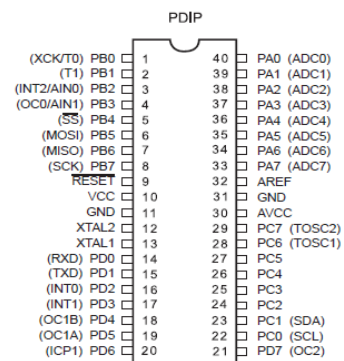 PDIP
(XCK/T0) PB0 1 40 PA0 (ADC0)
(T1) PB1 2 39 PA1 (ADC1)
(INT2/AIN0) PB2 3 38 PA2 (ADC2)
(OC0/AIN1) PB3 4 37 PA3 (ADC3)
(SS) PB4 5 36 PA4 (ADC4)
(MOSI) PB5 6 35 PA5 (ADC5)
(MISO) PB6 7 34 PA6 (ADC6)
(SCK) PB7 8 33 PA7 (ADC7)
RESET 9 32 AREF
VCC 10 31 GND
GND 11 30 AVCC
XTAL2 12 29 PC7 (TOSC2)
XTAL1 13 28 PC6 (TOSC1)
(RXD) PD0 14 27 PC5
(TXD) PD1 15 26 PC4
(INT0) PD2 16 25 PC3
(INT1) PD3 17 24 PC2
(OC1B) PD4 18 23 PC1 (SDA)
(OC1A) PD5 19 22 PC0 (SCL)
(ICP1) PD6 20 21 PD7 (OC2)